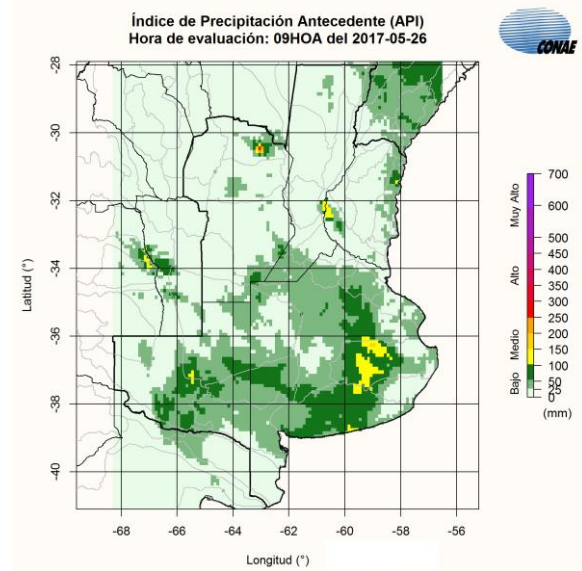 Índice de Precipitación Antecedente (API)
Hora de evaluación: 09HOA del 2017-05-26
CONAE
-28
-30
-32
-34
-36
-38
-40
Latitud (°)
-68
-66
-64
-62
-60
-58
-56
Longitud (°)
Muy Alto
Alto
Medio
Bajo
700
600
500
450
400
350
300
250
200
150
100
50
25
0
(mm)